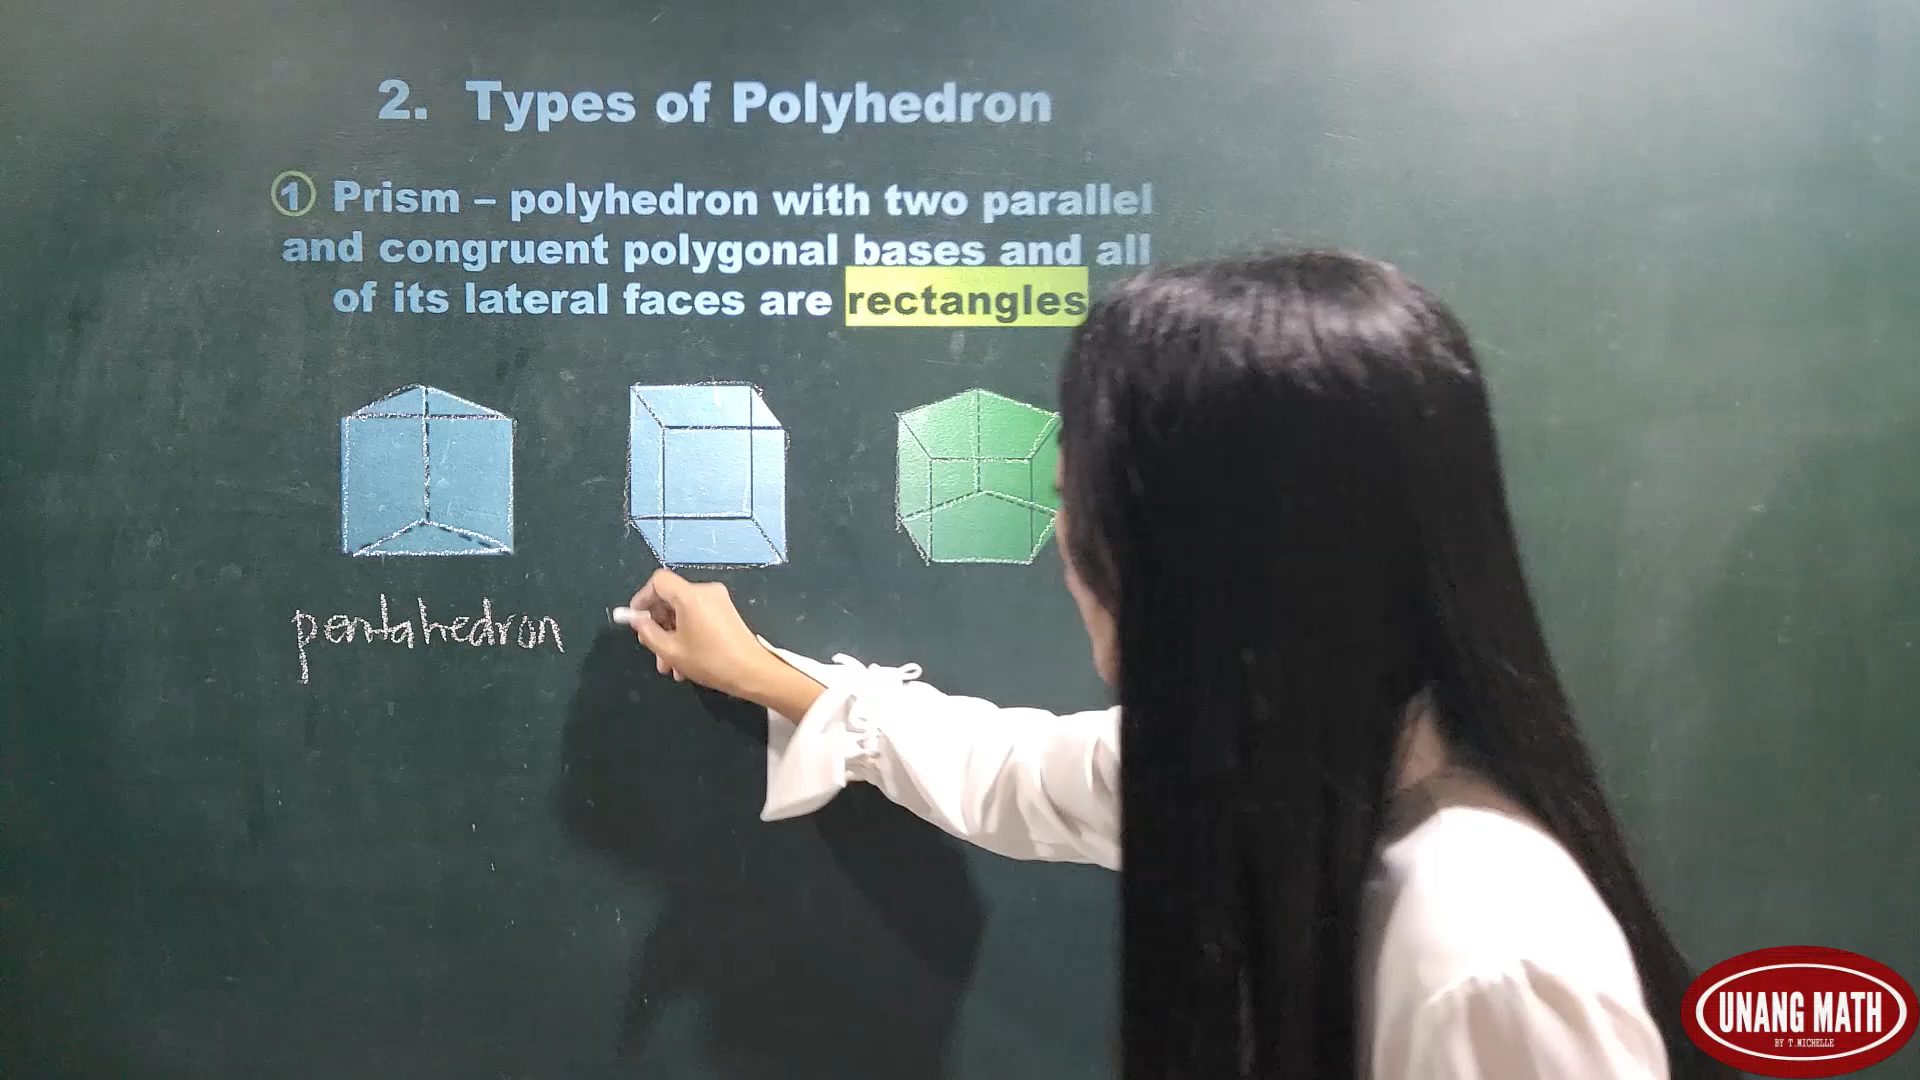 2. Types of Polyhedron
1 Prism – polyhedron with two parallel
and congruent polygonal bases and all
of its lateral faces are rectangles
pentahedron
UNANG MATH
BY T. MICHELLE